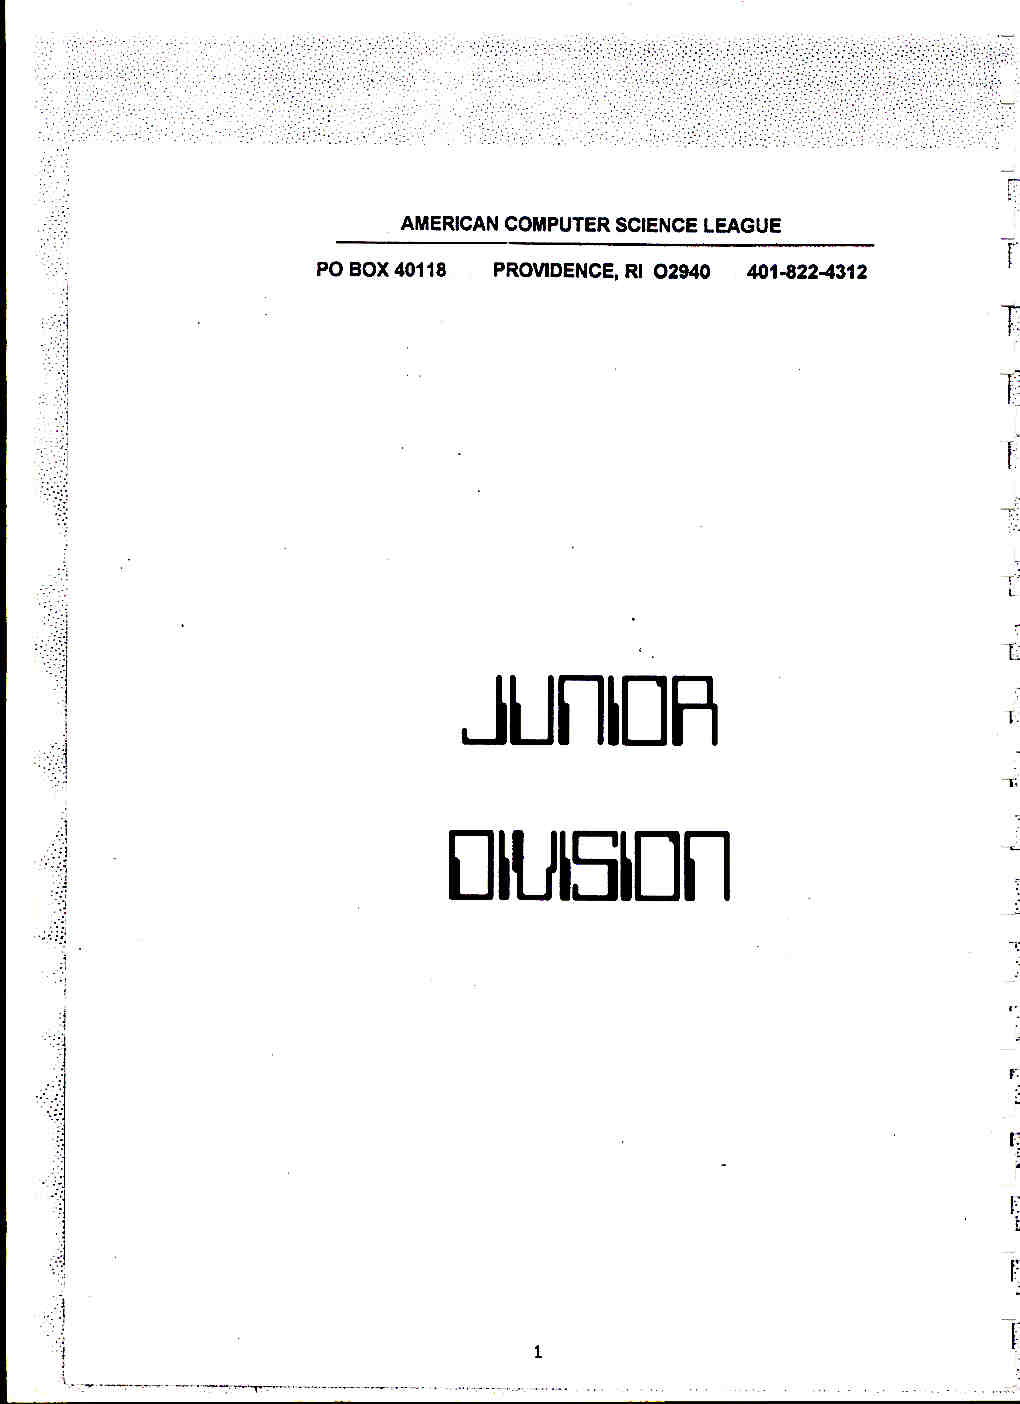 AMERICAN COMPUTER SCIENCE LEAGUE
PO BOX 40118 PROVIDENCE, RI O2940 401-822-4312
JUNIOR
DIVISION
1